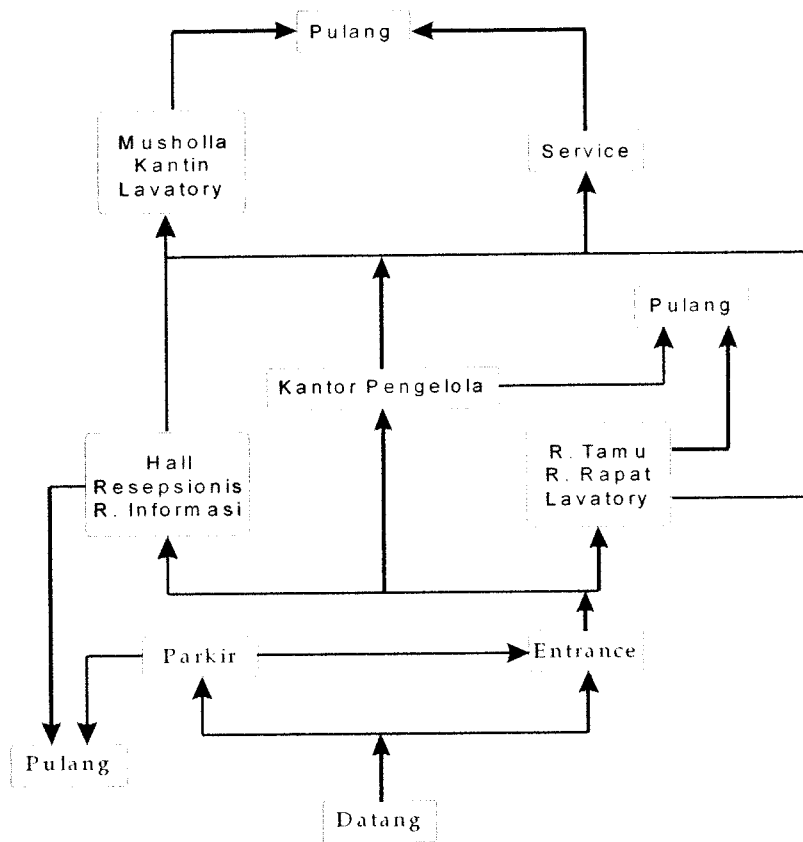 Pulang
Musholla
Kantin
Lavatory
Service
Pulang
Kantor Pengelola
Hall
Resepsionis
R. Informasi
R. Tamu
R. Rapat
Lavatory
Parkir
Entrance
Pulang
Datang